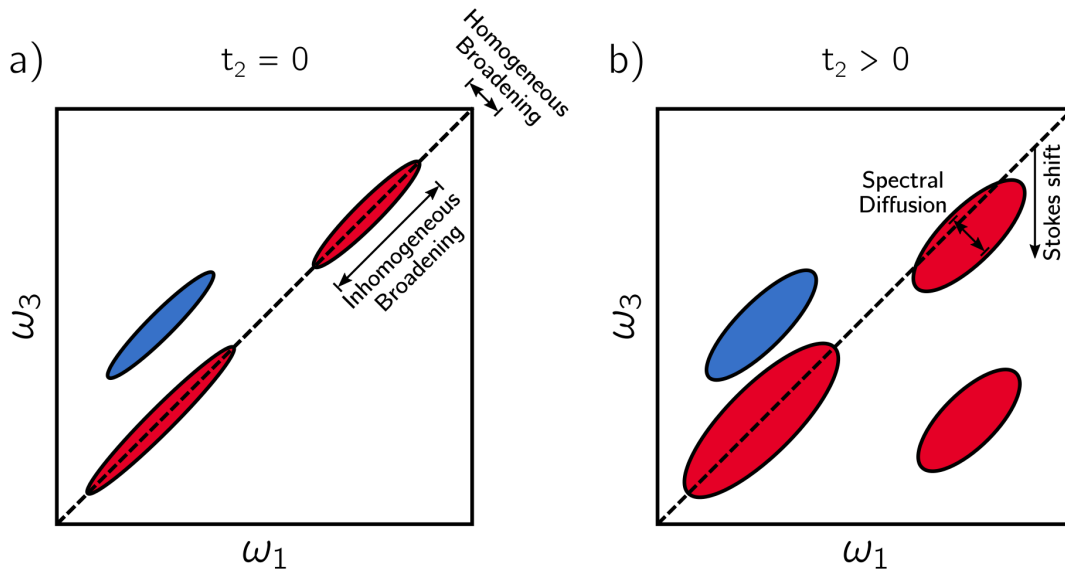 a)
t₂ = 0
Homogeneous
Broadening
Inhomogeneous
Broadening
ω₃
ω₁
b)
t₂ > 0
Spectral
Diffusion
Stokes shift
ω₃
ω₁